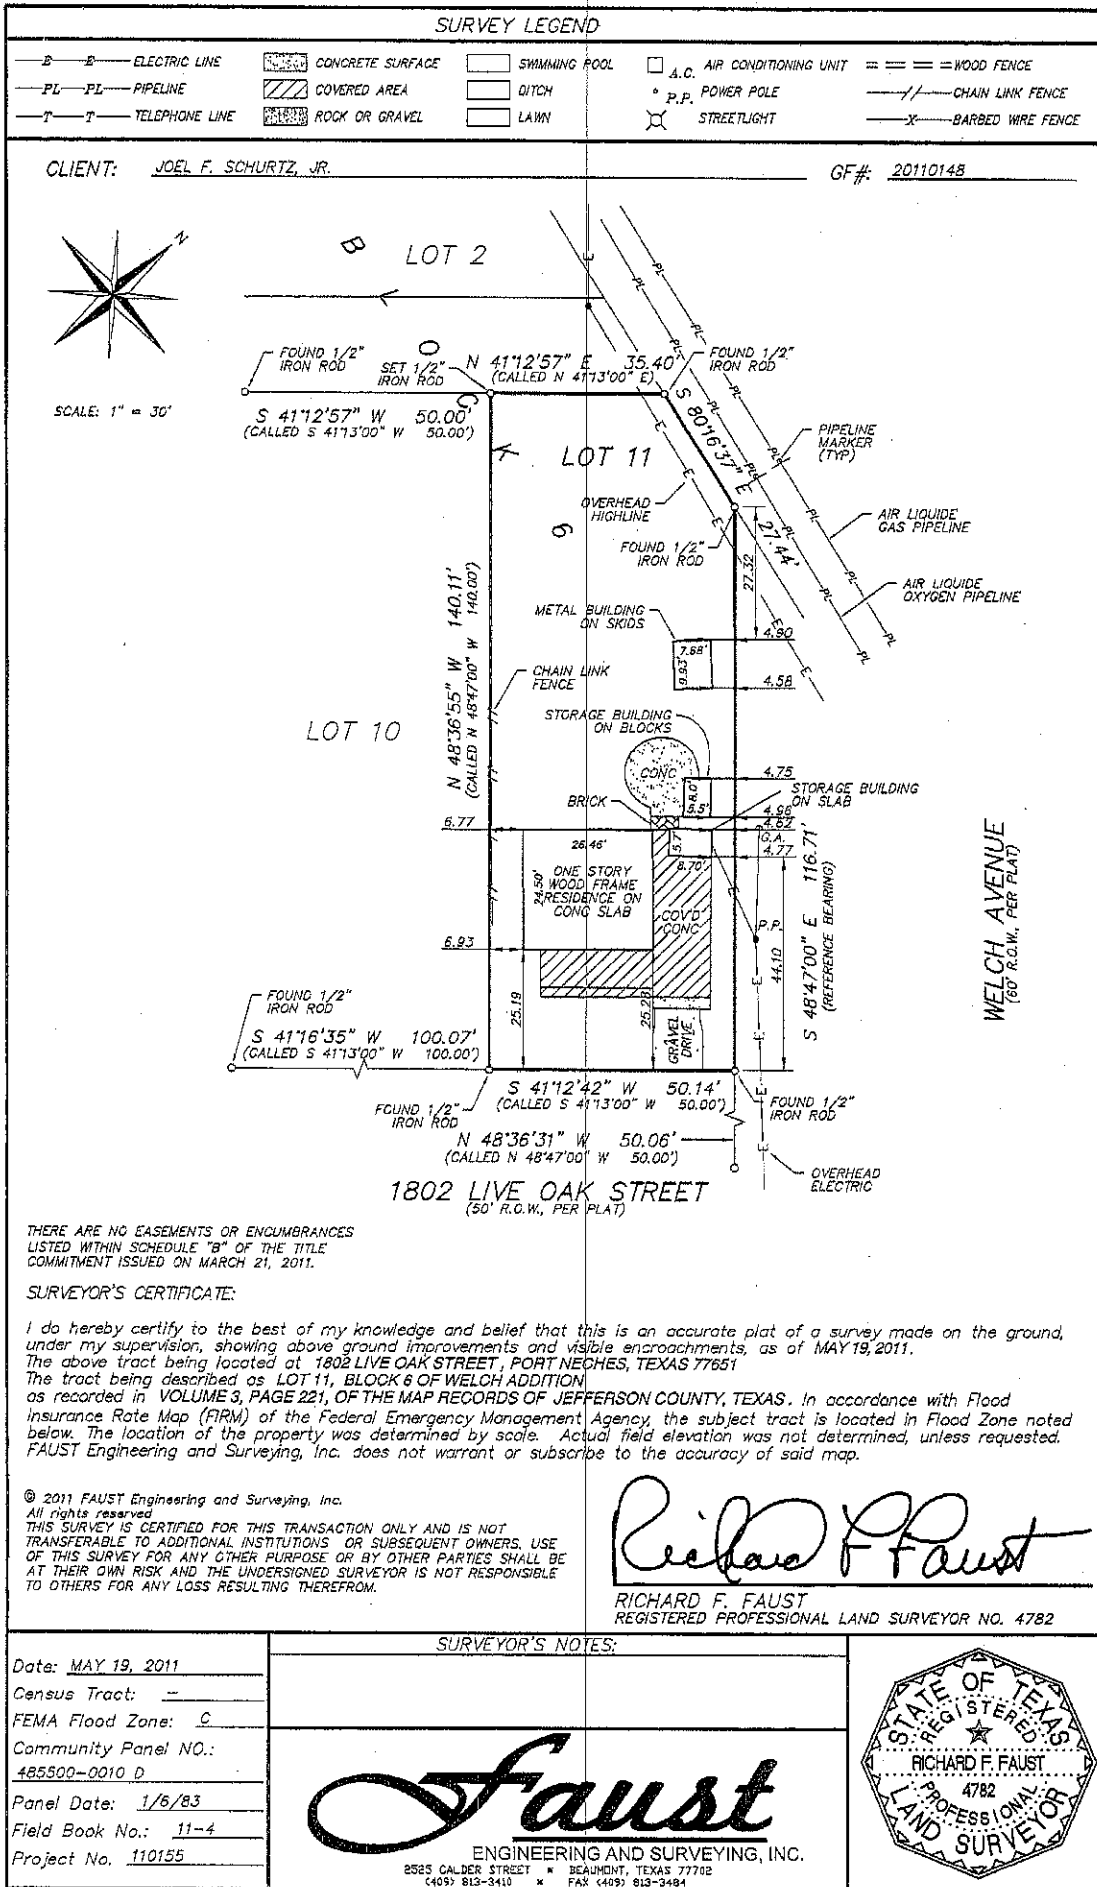 SURVEY LEGEND
E E ELECTRIC LINE
PL PL PIPELINE
T T TELEPHONE LINE
CONCRETE SURFACE
COVERED AREA
ROCK OR GRAVEL
SWIMMING POOL
DITCH
LAWN
A.C. AIR CONDITIONING UNIT
P.P. POWER POLE
STREETLIGHT
WOOD FENCE
CHAIN LINK FENCE
X BARBED WIRE FENCE
CLIENT: JOEL F. SCHURTZ, JR.
GF#: 20110148
N
SCALE: 1" = 30'
LOT 2
B L O C K 6
FOUND 1/2"
IRON ROD
SET 1/2"
IRON ROD
N 41°12'57" E 35.40'
(CALLED N 41°13'00" E)
FOUND 1/2"
IRON ROD
S 41°12'57" W 50.00'
(CALLED S 41°13'00" W 50.00')
S 80°16'37" E 27.44'
LOT 11
PIPELINE
MARKER
(TYP)
OVERHEAD
HIGHLINE
AIR LIQUIDE
GAS PIPELINE
FOUND 1/2"
IRON ROD
27.32
AIR LIQUIDE
OXYGEN PIPELINE
METAL BUILDING
ON SKIDS
4.90
7.68'
9.93'
4.58
N 48°36'55" W 140.11'
(CALLED N 48°47'00" W 140.00')
CHAIN LINK
FENCE
LOT 10
STORAGE BUILDING
ON BLOCKS
CONC
4.75
8.0'
5.5'
STORAGE BUILDING
ON SLAB
BRICK
4.96
4.62
G.A.
4.77
6.77
26.46'
5.7'
8.70'
24.50'
ONE STORY
WOOD FRAME
RESIDENCE ON
CONC SLAB
COV'D
CONC
P.P.
44.10
S 48°47'00" E 116.71'
(REFERENCE BEARING)
WELCH AVENUE
(60' R.O.W., PER PLAT)
6.93
25.19
25.28
GRAVEL
DRIVE
FOUND 1/2"
IRON ROD
S 41°16'35" W 100.07'
(CALLED S 41°13'00" W 100.00')
S 41°12'42" W 50.14'
(CALLED S 41°13'00" W 50.00')
FOUND 1/2"
IRON ROD
FOUND 1/2"
IRON ROD
N 48°36'31" W 50.06'
(CALLED N 48°47'00" W 50.00')
OVERHEAD
ELECTRIC
1802 LIVE OAK STREET
(50' R.O.W., PER PLAT)
THERE ARE NO EASEMENTS OR ENCUMBRANCES
LISTED WITHIN SCHEDULE "B" OF THE TITLE
COMMITMENT ISSUED ON MARCH 21, 2011.
SURVEYOR'S CERTIFICATE:
I do hereby certify to the best of my knowledge and belief that this is an accurate plat of a survey made on the ground,
under my supervision, showing above ground improvements and visible encroachments, as of MAY 19, 2011.
The above tract being located at 1802 LIVE OAK STREET, PORT NECHES, TEXAS 77651
The tract being described as LOT 11, BLOCK 6 OF WELCH ADDITION
as recorded in VOLUME 3, PAGE 221, OF THE MAP RECORDS OF JEFFERSON COUNTY, TEXAS. In accordance with Flood
Insurance Rate Map (FIRM) of the Federal Emergency Management Agency, the subject tract is located in Flood Zone noted
below. The location of the property was determined by scale. Actual field elevation was not determined, unless requested.
FAUST Engineering and Surveying, Inc. does not warrant or subscribe to the accuracy of said map.
© 2011 FAUST Engineering and Surveying, Inc.
All rights reserved
THIS SURVEY IS CERTIFIED FOR THIS TRANSACTION ONLY AND IS NOT
TRANSFERABLE TO ADDITIONAL INSTITUTIONS OR SUBSEQUENT OWNERS. USE
OF THIS SURVEY FOR ANY OTHER PURPOSE OR BY OTHER PARTIES SHALL BE
AT THEIR OWN RISK AND THE UNDERSIGNED SURVEYOR IS NOT RESPONSIBLE
TO OTHERS FOR ANY LOSS RESULTING THEREFROM.
Richard F Faust
RICHARD F. FAUST
REGISTERED PROFESSIONAL LAND SURVEYOR NO. 4782
Date: MAY 19, 2011
Census Tract: -
FEMA Flood Zone: C
Community Panel NO.:
485500-0010 D
Panel Date: 1/6/83
Field Book No.: 11-4
Project No. 110155
SURVEYOR'S NOTES:
Faust
ENGINEERING AND SURVEYING, INC.
2525 CALDER STREET * BEAUMONT, TEXAS 77702
(409) 813-3410 * FAX (409) 813-3484
STATE OF TEXAS
REGISTERED
RICHARD F. FAUST
4782
PROFESSIONAL
LAND SURVEYOR